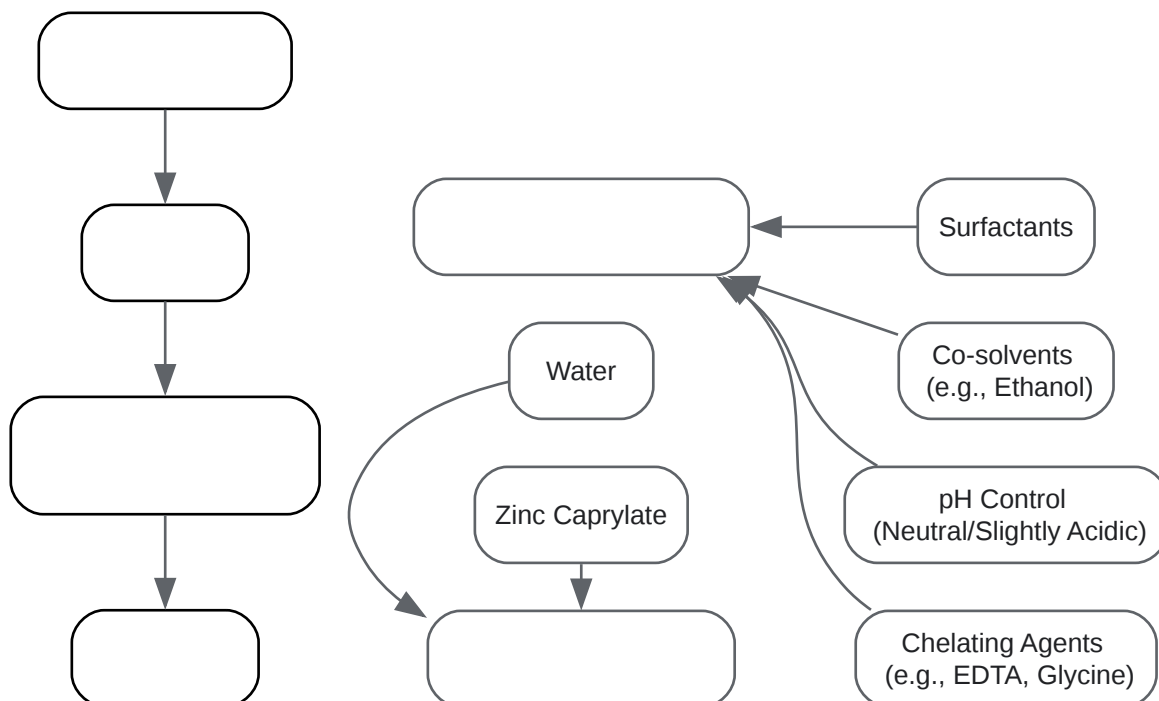 Surfactants
Water
Co-solvents
(e.g., Ethanol)
Zinc Caprylate
pH Control
(Neutral/Slightly Acidic)
Chelating Agents
(e.g., EDTA, Glycine)